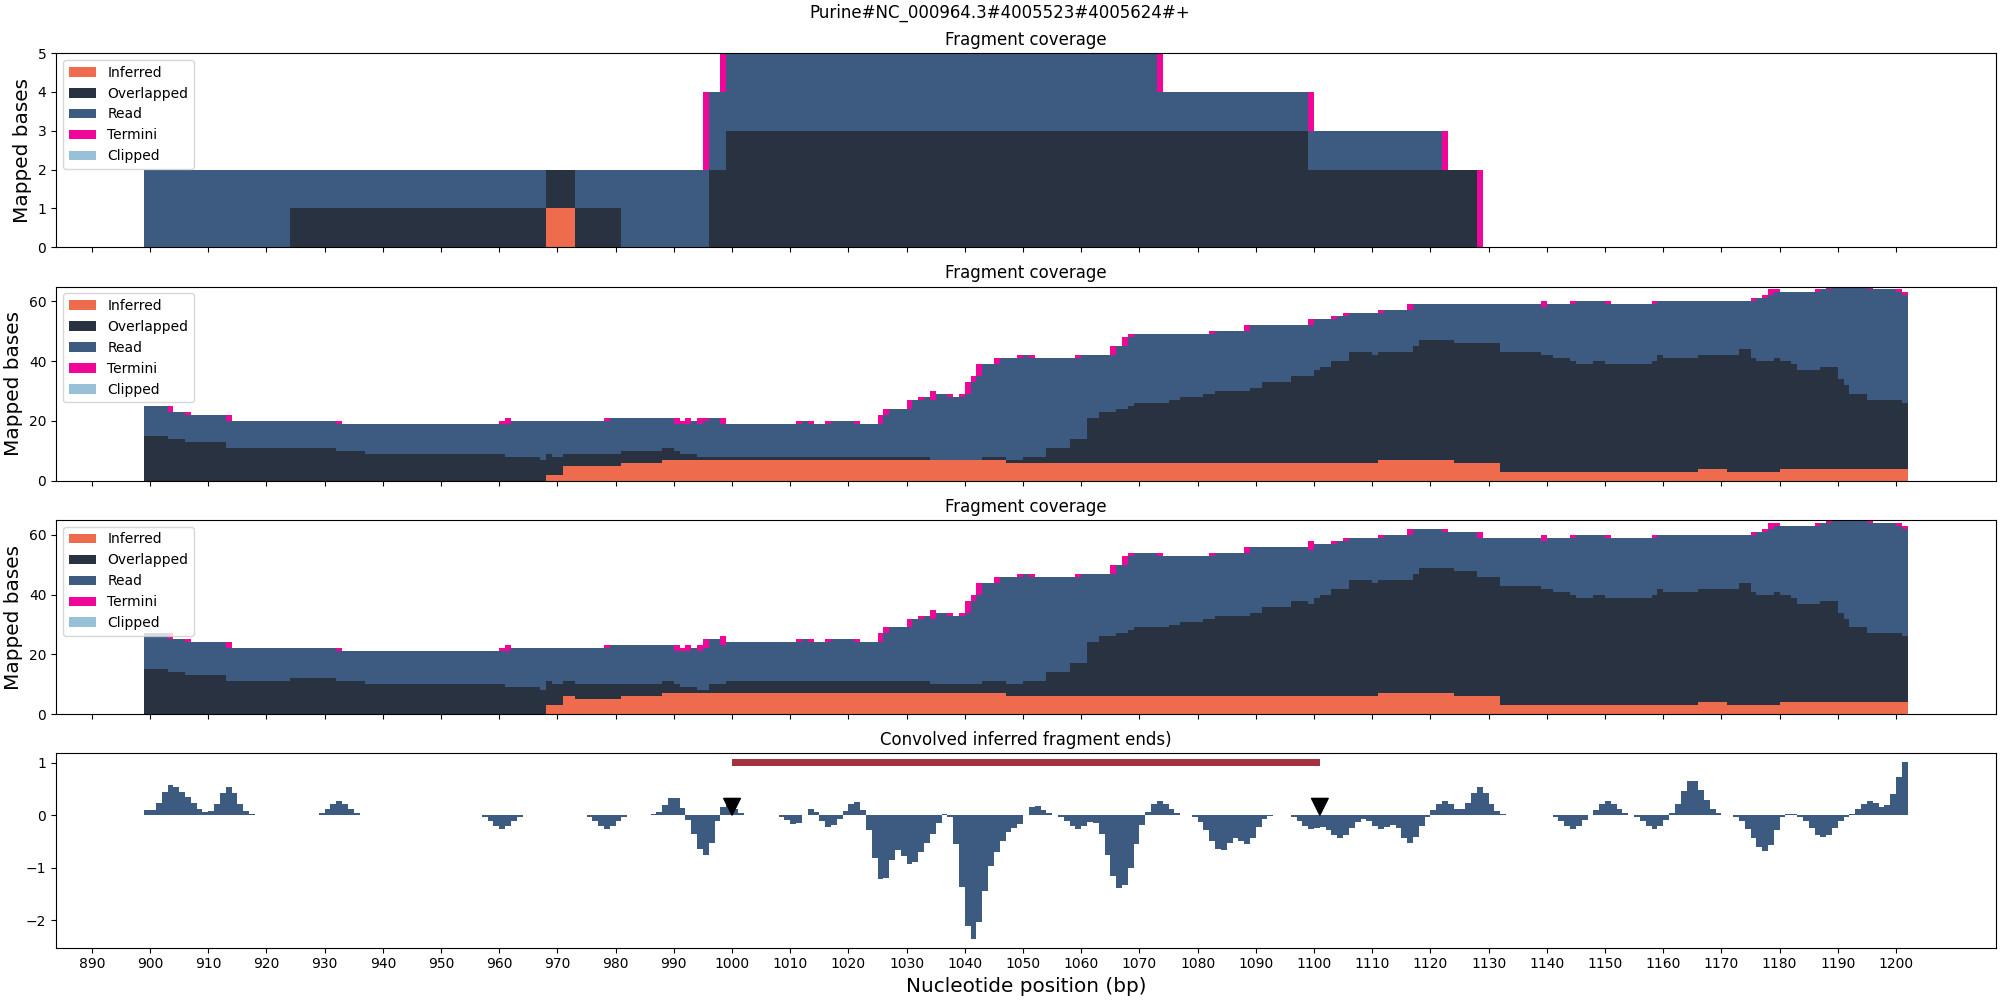 Purine#NC_000964.3#4005523#4005624#+
Fragment coverage
Mapped bases
5
4
3
2
1
0
Inferred
Overlapped
Read
Termini
Clipped
Fragment coverage
Mapped bases
60
40
20
0
Inferred
Overlapped
Read
Termini
Clipped
Fragment coverage
Mapped bases
60
40
20
0
Inferred
Overlapped
Read
Termini
Clipped
Convolved inferred fragment ends)
1
0
−1
−2
890 900 910 920 930 940 950 960 970 980 990 1000 1010 1020 1030 1040 1050 1060 1070 1080 1090 1100 1110 1120 1130 1140 1150 1160 1170 1180 1190 1200
Nucleotide position (bp)